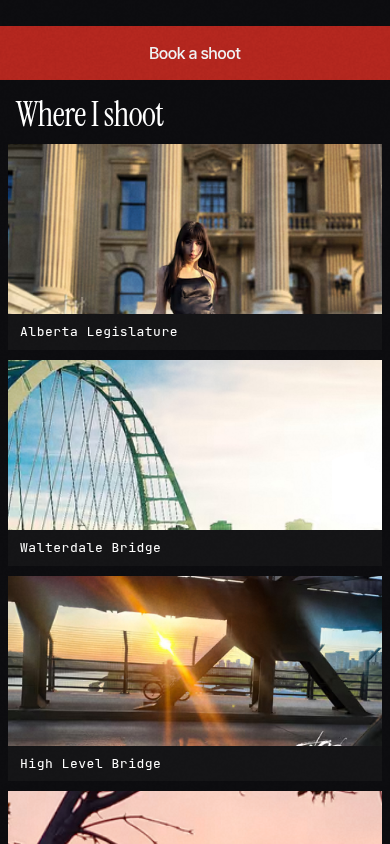 Book a shoot
Where I shoot
Alberta Legislature
Walterdale Bridge
High Level Bridge